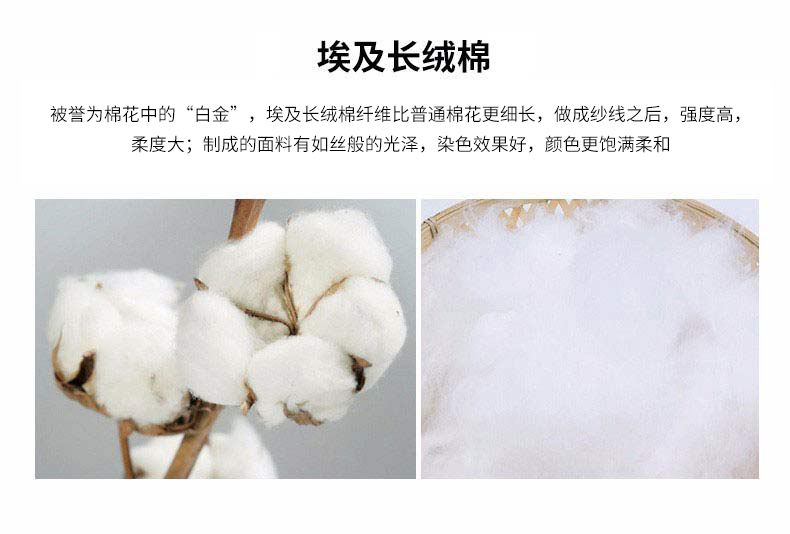 埃及长绒棉
被誉为棉花中的“白金”，埃及长绒棉纤维比普通棉花更细长，做成纱线之后，强度高，
柔度大；制成的面料有如丝般的光泽，染色效果好，颜色更饱满柔和